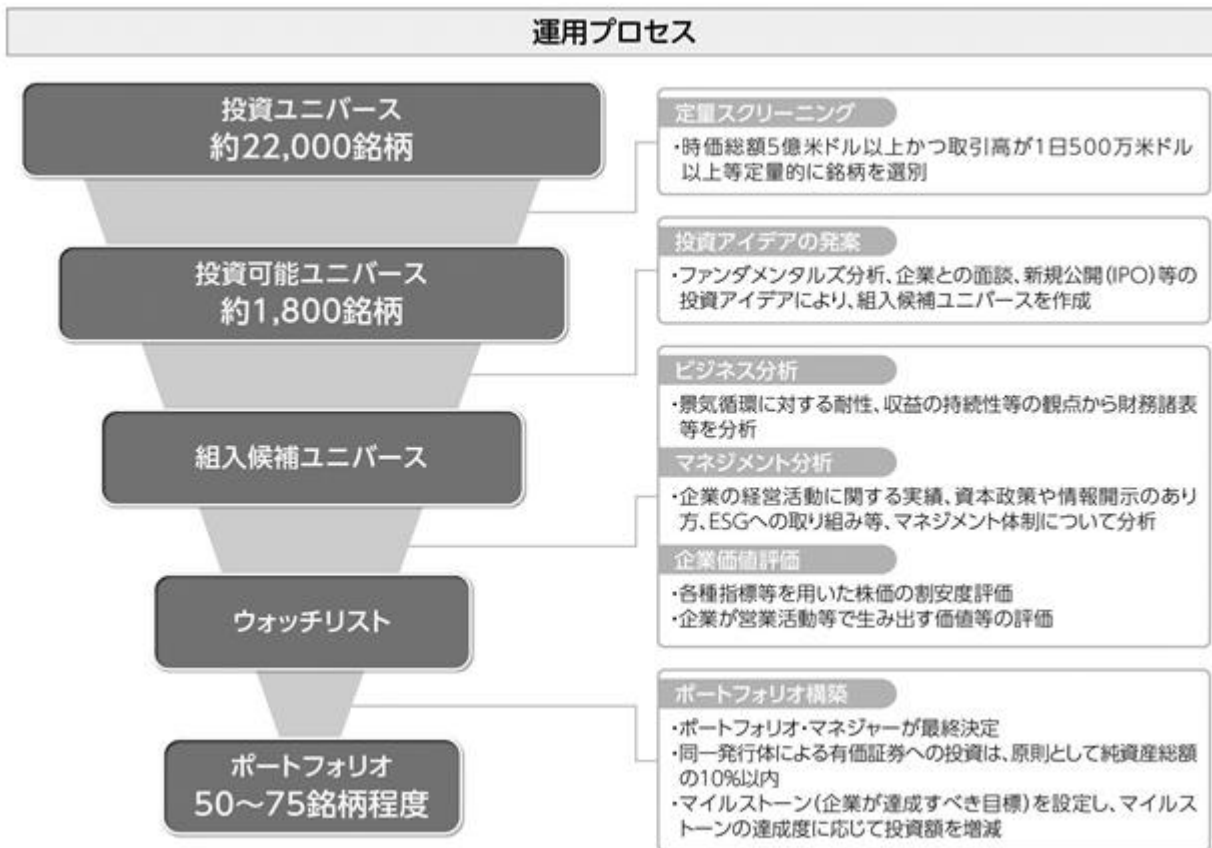 運用プロセス
投資ユニバース
約22,000銘柄
定量スクリーニング
・時価総額5億米ドル以上かつ取引高が1日500万米ドル
以上等定量的に銘柄を選別
投資可能ユニバース
約1,800銘柄
投資アイデアの発案
・ファンダメンタルズ分析、企業との面談、新規公開(IPO)等の
投資アイデアにより、組入候補ユニバースを作成
組入候補ユニバース
ビジネス分析
・景気循環に対する耐性、収益の持続性等の観点から財務諸表
等を分析
マネジメント分析
・企業の経営活動に関する実績、資本政策や情報開示のあり
方、ESGへの取り組み等、マネジメント体制について分析
企業価値評価
・各種指標等を用いた株価の割安度評価
・企業が営業活動等で生み出す価値等の評価
ウォッチリスト
ポートフォリオ構築
・ポートフォリオ・マネジャーが最終決定
・同一発行体による有価証券への投資は、原則として純資産総額
の10%以内
・マイルストーン(企業が達成すべき目標)を設定し、マイルス
トーンの達成度に応じて投資額を増減
ポートフォリオ
50〜75銘柄程度